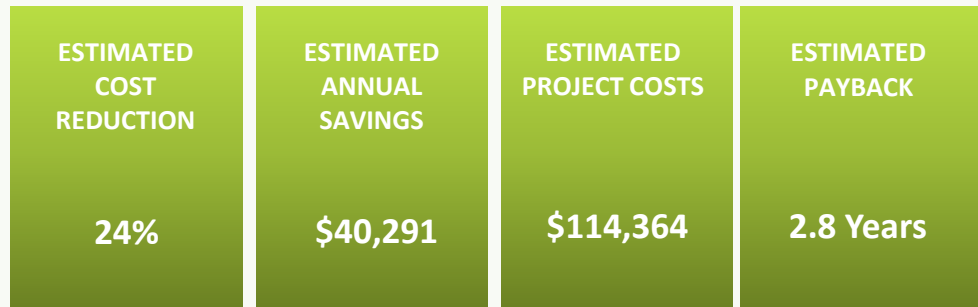 ESTIMATED
COST
REDUCTION
24%
ESTIMATED
ANNUAL
SAVINGS
$40,291
ESTIMATED
PROJECT COSTS
$114,364
ESTIMATED
PAYBACK
2.8 Years